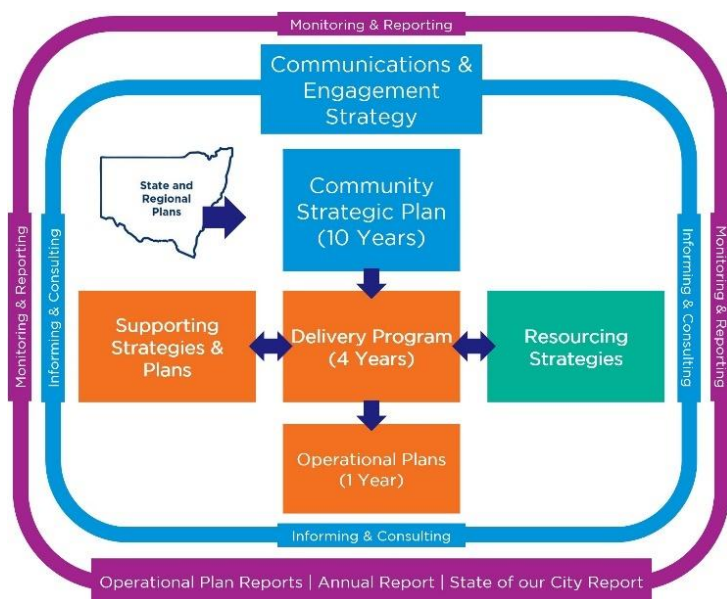 Monitoring & Reporting
Communications &
Engagement
Strategy
State and
Regional
Plans
Community
Strategic Plan
(10 Years)
Monitoring & Reporting
Informing & Consulting
Informing & Consulting
Monitoring & Reporting
Supporting
Strategies &
Plans
Delivery Program
(4 Years)
Resourcing
Strategies
Operational Plans
(1 Year)
Informing & Consulting
Operational Plan Reports | Annual Report | State of our City Report